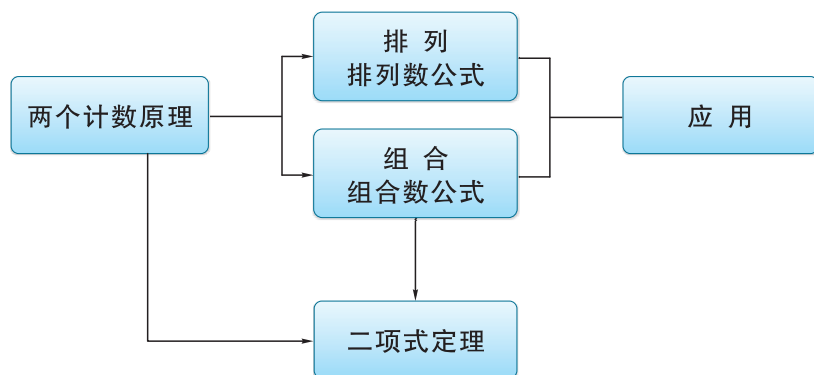 排 列
排列数公式
两个计数原理
应 用
组 合
组合数公式
二项式定理